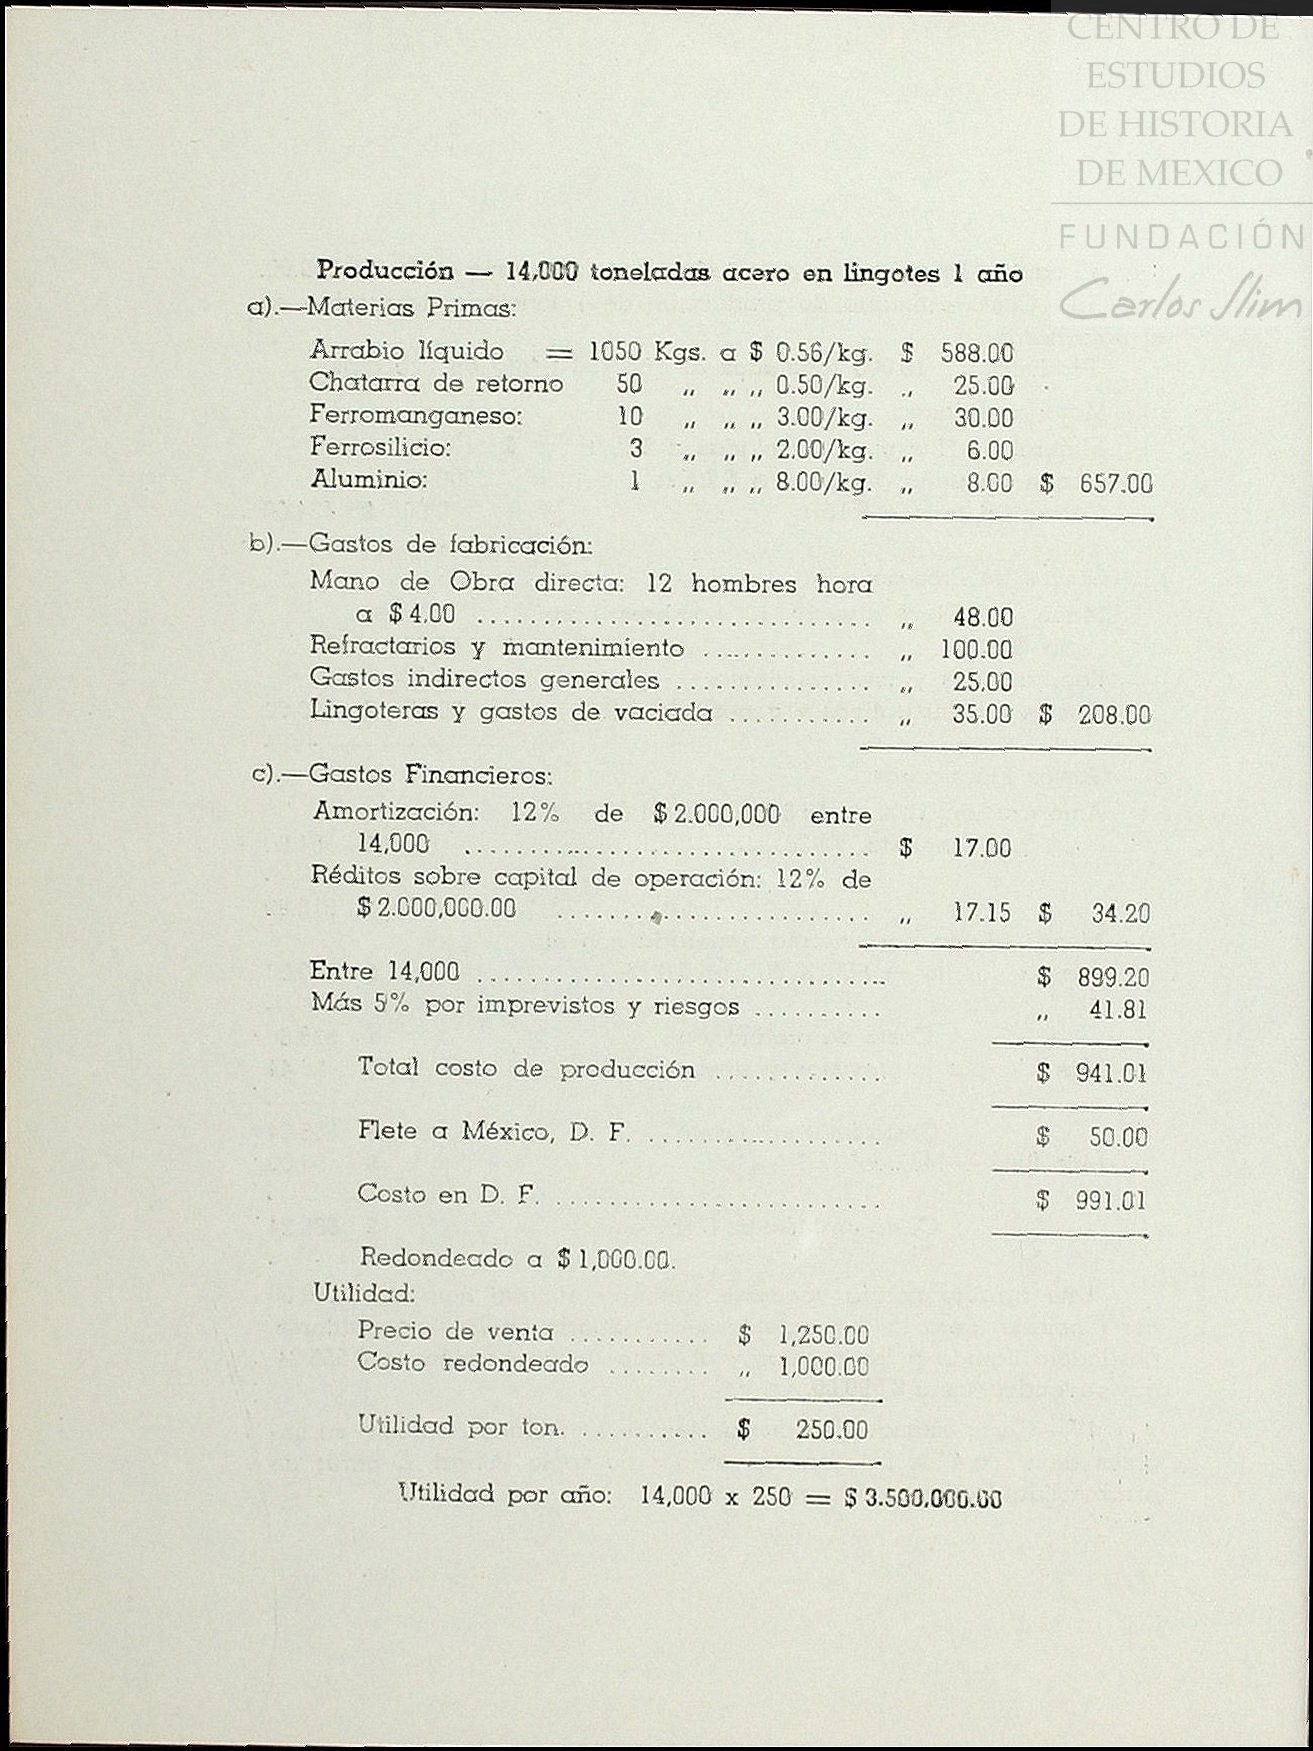 CENTRO DE
ESTUDIOS
DE HISTORIA
DE MEXICO
FUNDACIÓN
Carlos Slim
Producción — 14,000 toneladas acero en lingotes 1 año
a).—Materias Primas:
Arrabio líquido = 1050 Kgs. a $ 0.56/kg. $ 588.00
Chatarra de retorno 50 „ „ „ 0.50/kg. „ 25.00
Ferromanganeso: 10 „ „ „ 3.00/kg. „ 30.00
Ferrosilicio: 3 „ „ „ 2.00/kg. „ 6.00
Aluminio: 1 „ „ „ 8.00/kg. „ 8.00 $ 657.00
b).—Gastos de fabricación:
Mano de Obra directa: 12 hombres hora
a $ 4.00 .............................. „ 48.00
Refractarios y mantenimiento ............. „ 100.00
Gastos indirectos generales ............... „ 25.00
Lingoteras y gastos de vaciada ........... „ 35.00 $ 208.00
c).—Gastos Financieros:
Amortización: 12% de $ 2.000,000 entre
14,000 ............................... $ 17.00
Réditos sobre capital de operación: 12% de
$ 2.000,000.00 ........................ „ 17.15 $ 34.20
Entre 14,000 ............................... $ 899.20
Más 5% por imprevistos y riesgos .......... „ 41.81
Total costo de producción ............. $ 941.01
Flete a México, D. F. .................. $ 50.00
Costo en D. F. ......................... $ 991.01
Redondeado a $ 1,000.00.
Utilidad:
Precio de venta ........... $ 1,250.00
Costo redondeado ........ „ 1,000.00
Utilidad por ton. .......... $ 250.00
Utilidad por año: 14,000 x 250 = $ 3.500,000.00